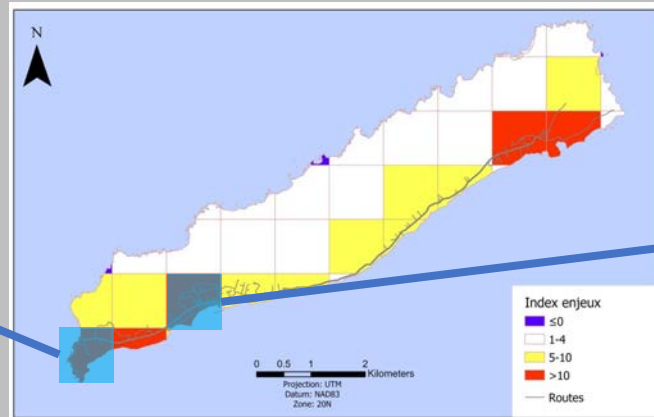 N
Index enjeux
≤0
1-4
5-10
>10
Routes
0 0.5 1 2
Kilometers
Projection: UTM
Datum: NAD83
Zone: 20N